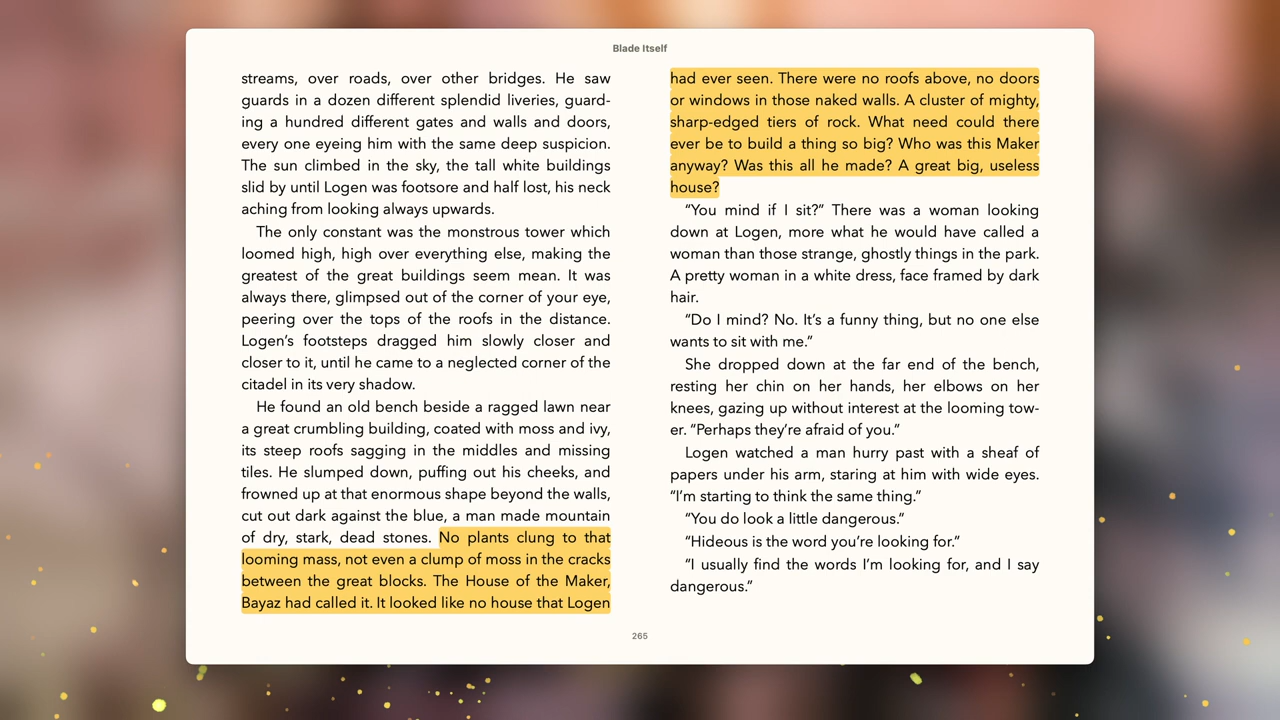 Blade Itself
streams, over roads, over other bridges. He saw
guards in a dozen different splendid liveries, guard-
ing a hundred different gates and walls and doors,
every one eyeing him with the same deep suspicion.
The sun climbed in the sky, the tall white buildings
slid by until Logen was footsore and half lost, his neck
aching from looking always upwards.
The only constant was the monstrous tower which
loomed high, high over everything else, making the
greatest of the great buildings seem mean. It was
always there, glimpsed out of the corner of your eye,
peering over the tops of the roofs in the distance.
Logen’s footsteps dragged him slowly closer and
closer to it, until he came to a neglected corner of the
citadel in its very shadow.
He found an old bench beside a ragged lawn near
a great crumbling building, coated with moss and ivy,
its steep roofs sagging in the middles and missing
tiles. He slumped down, puffing out his cheeks, and
frowned up at that enormous shape beyond the walls,
cut out dark against the blue, a man made mountain
of dry, stark, dead stones. No plants clung to that
looming mass, not even a clump of moss in the cracks
between the great blocks. The House of the Maker,
Bayaz had called it. It looked like no house that Logen
had ever seen. There were no roofs above, no doors
or windows in those naked walls. A cluster of mighty,
sharp-edged tiers of rock. What need could there
ever be to build a thing so big? Who was this Maker
anyway? Was this all he made? A great big, useless
house?
“You mind if I sit?” There was a woman looking
down at Logen, more what he would have called a
woman than those strange, ghostly things in the park.
A pretty woman in a white dress, face framed by dark
hair.
“Do I mind? No. It’s a funny thing, but no one else
wants to sit with me.”
She dropped down at the far end of the bench,
resting her chin on her hands, her elbows on her
knees, gazing up without interest at the looming tow-
er. “Perhaps they’re afraid of you.”
Logen watched a man hurry past with a sheaf of
papers under his arm, staring at him with wide eyes.
“I’m starting to think the same thing.”
“You do look a little dangerous.”
“Hideous is the word you’re looking for.”
“I usually find the words I’m looking for, and I say
dangerous.”
265